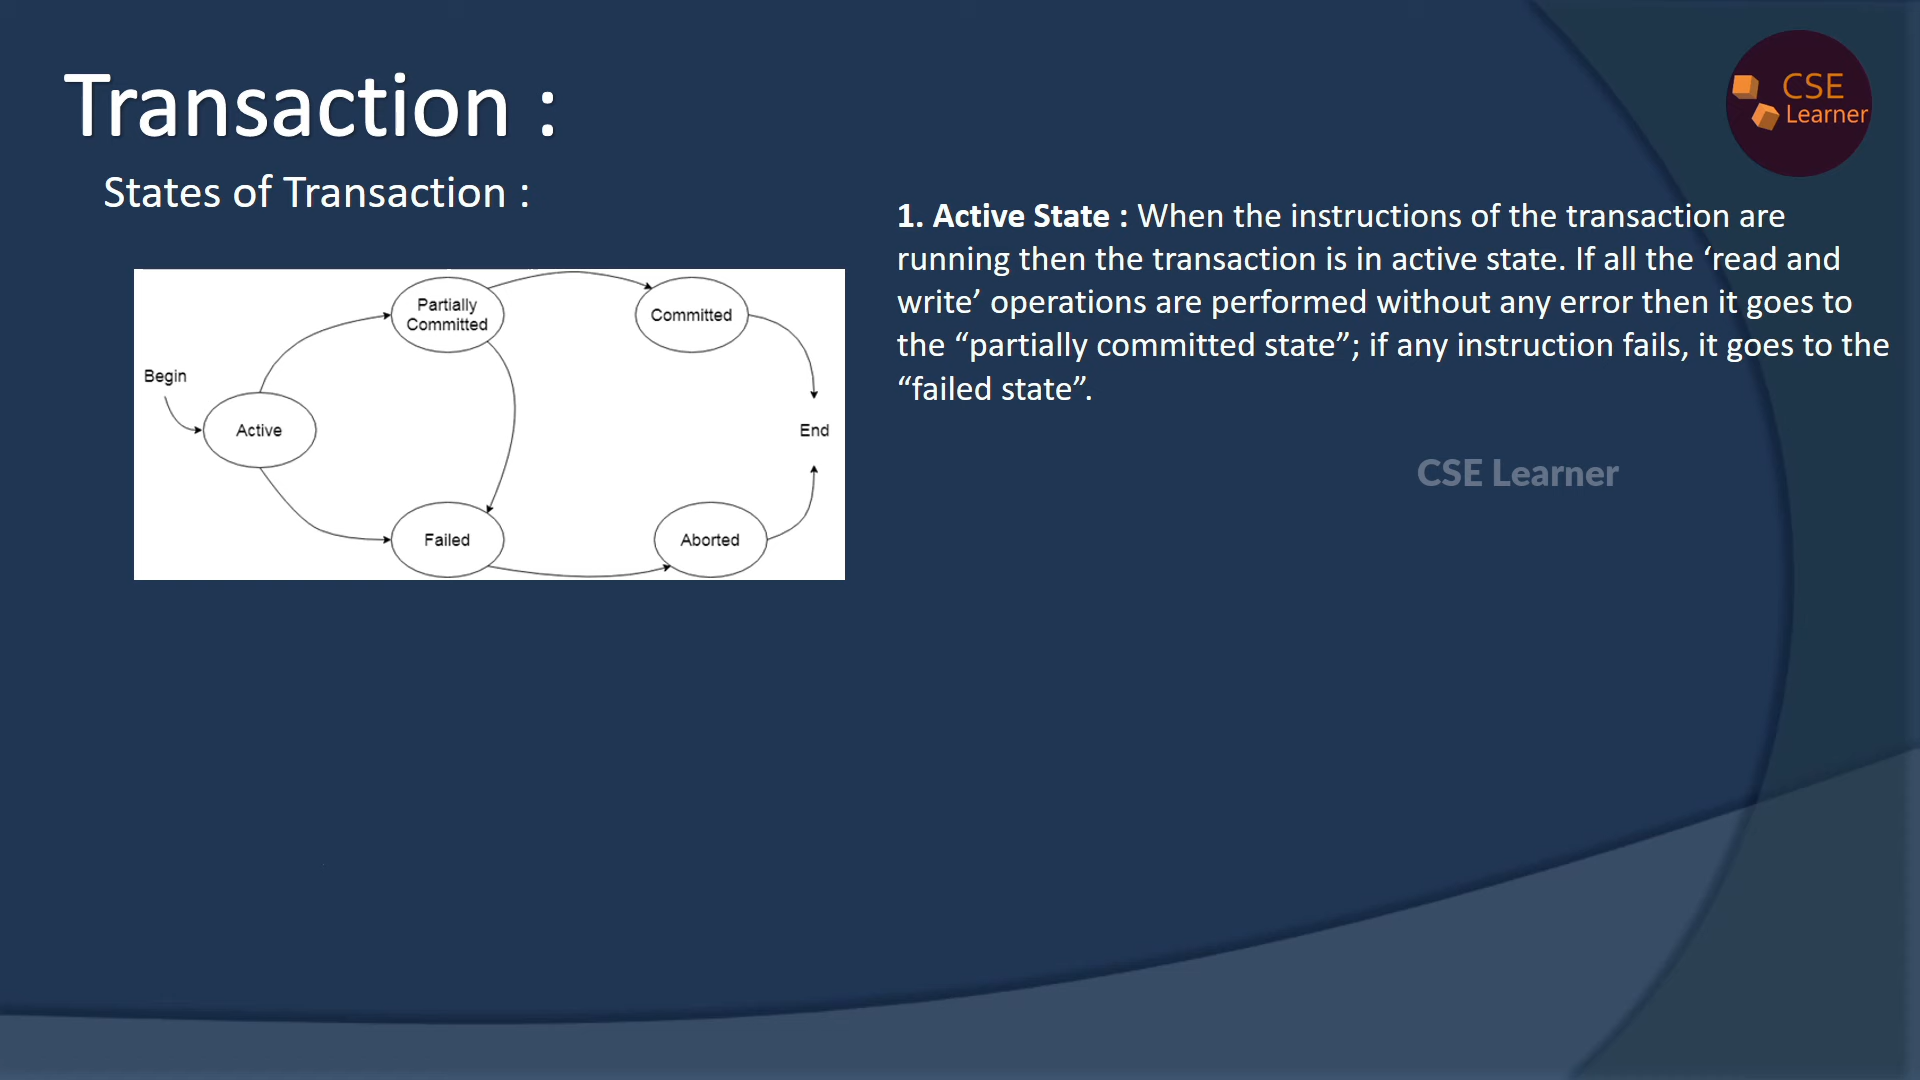 Transaction :
CSE
Learner
States of Transaction :
1. Active State : When the instructions of the transaction are
running then the transaction is in active state. If all the ‘read and
write’ operations are performed without any error then it goes to
the “partially committed state”; if any instruction fails, it goes to the
“failed state”.
Partially
Committed
Committed
Begin
Active
End
Failed
Aborted
CSE Learner